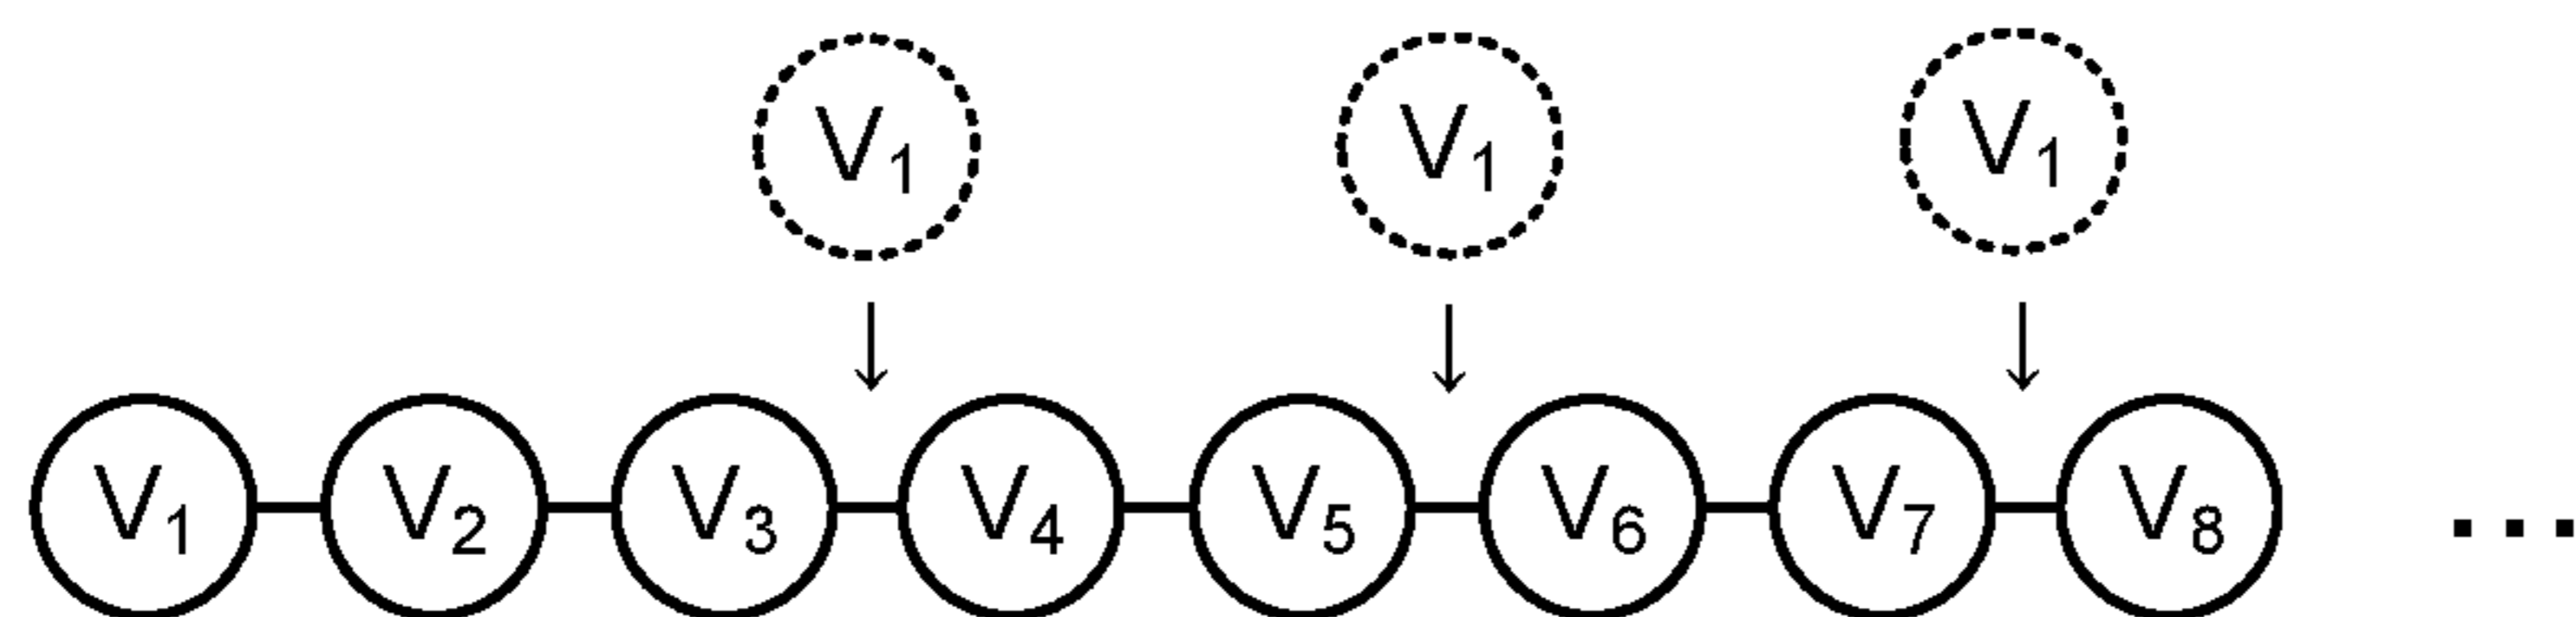 V₁ V₁ V₁
V₁ V₂ V₃ V₄ V₅ V₆ V₇ V₈ ...